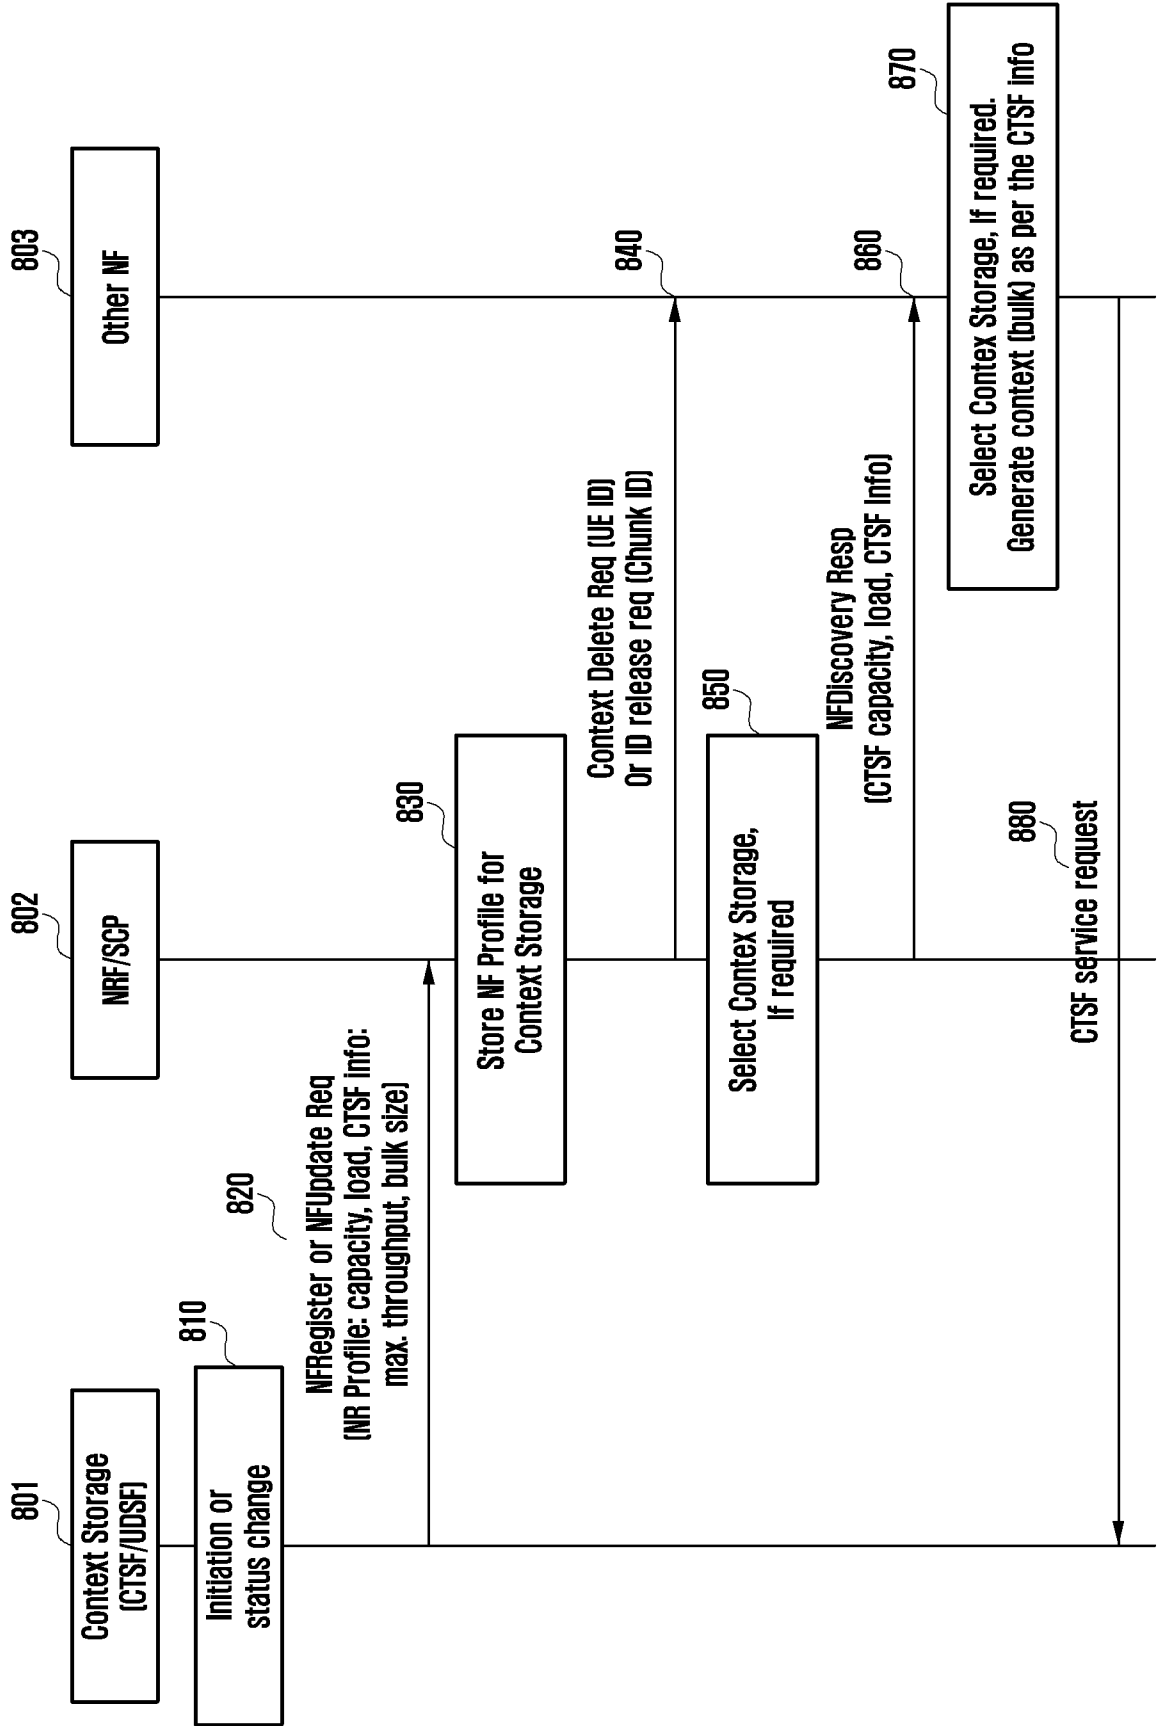 801
Context Storage
(CTSF/UDSF)
802
NRF/SCP
803
Other NF
810
Initiation or
status change
820
NFRegister or NFUpdate Req
(NR Profile: capacity, load, CTSF info:
max. throughput, bulk size)
830
Store NF Profile for
Context Storage
840
Context Delete Req (UE ID)
Or ID release req (Chunk ID)
850
Select Contex Storage,
If required
860
NFDiscovery Resp
(CTSF capacity, load, CTSF Info)
870
Select Contex Storage, If required.
Generate context (bulk) as per the CTSF info
880
CTSF service request